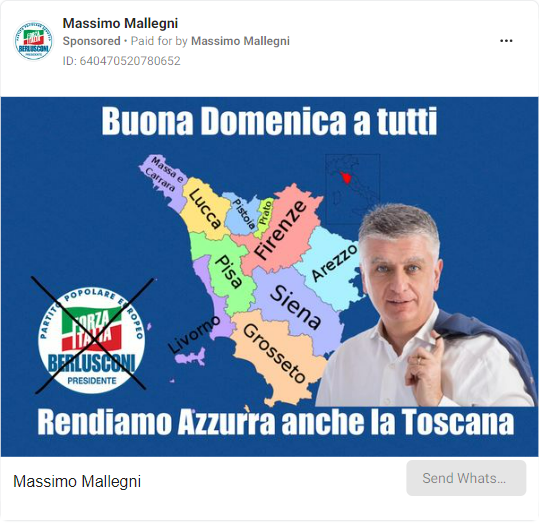 Massimo Mallegni
Sponsored • Paid for by Massimo Mallegni
ID: 640470520780652
Buona Domenica a tutti
Massa e Carrara
Lucca
Pistoia
Prato
Firenze
Pisa
Arezzo
Siena
Livorno
Grosseto
PARTITO POPOLARE EUROPEO
FORZA
ITALIA
BERLUSCONI
PRESIDENTE
Rendiamo Azzurra anche la Toscana
Massimo Mallegni
Send Whats...